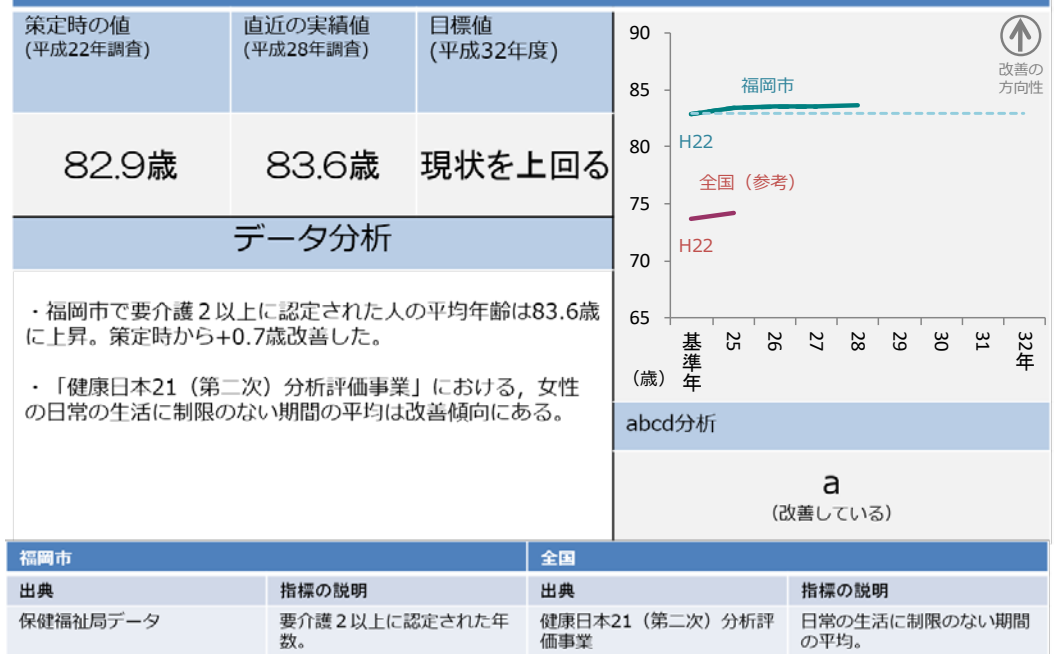 策定時の値
(平成22年調査)
直近の実績値
(平成28年調査)
目標値
(平成32年度)
82.9歳
83.6歳
現状を上回る
データ分析
・福岡市で要介護２以上に認定された人の平均年齢は83.6歳
に上昇。策定時から+0.7歳改善した。
・「健康日本21（第二次）分析評価事業」における，女性
の日常の生活に制限のない期間の平均は改善傾向にある。
90
85
80
75
70
65
(歳)
改善の
方向性
福岡市
H22
全国（参考）
H22
基準年
25
26
27
28
29
30
31
32年
abcd分析
a
（改善している）
福岡市
全国
出典
指標の説明
出典
指標の説明
保健福祉局データ
要介護２以上に認定された年
数。
健康日本21（第二次）分析評
価事業
日常の生活に制限のない期間
の平均。